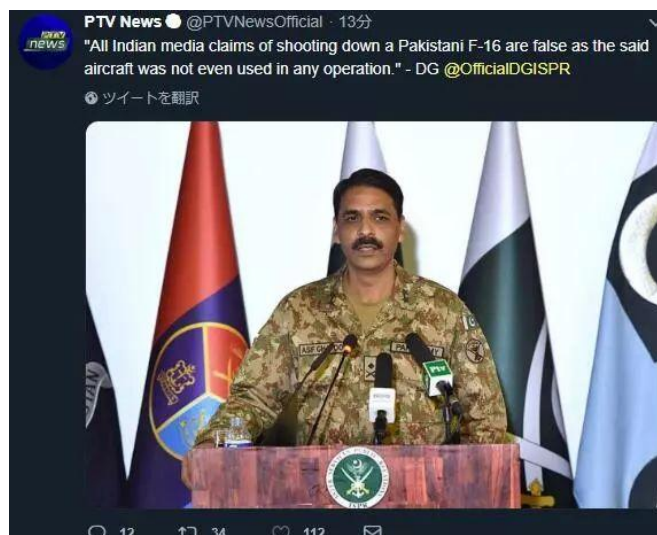 PTV News @PTVNewsOfficial · 13分
news
"All Indian media claims of shooting down a Pakistani F-16 are false as the said
aircraft was not even used in any operation." - DG @OfficialDGISPR
ツイートを翻訳
ASIF GH
PTV
ISPR
12 34 112